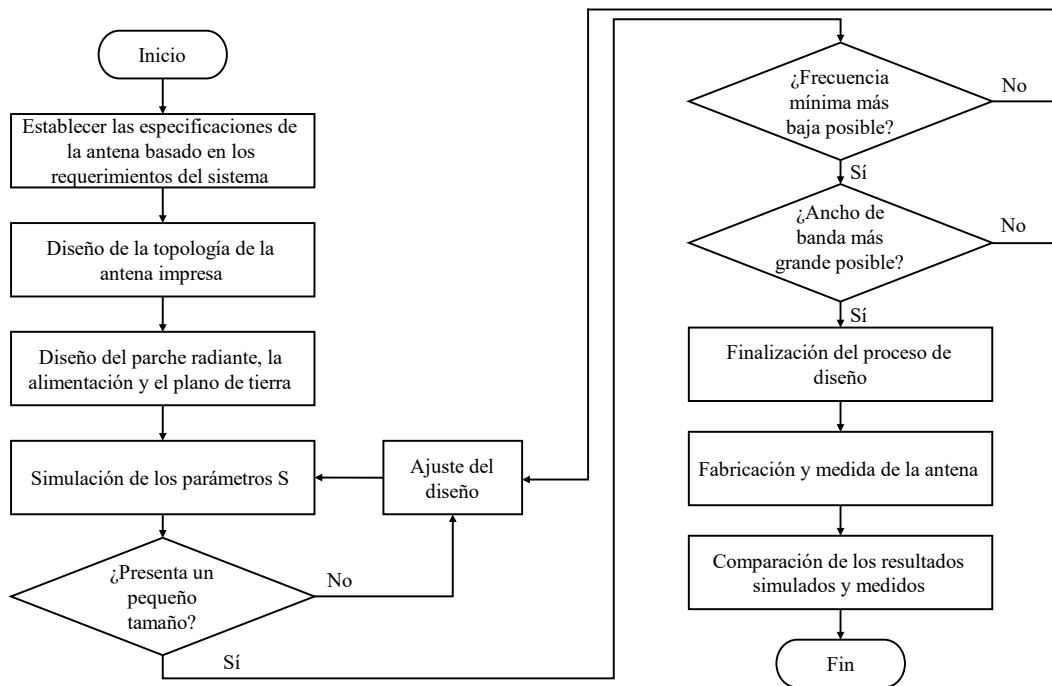 Inicio
Establecer las especificaciones de
la antena basado en los
requerimientos del sistema
Diseño de la topología de la
antena impresa
Diseño del parche radiante, la
alimentación y el plano de tierra
Simulación de los parámetros S
Ajuste del
diseño
¿Presenta un
pequeño
tamaño?
No
Sí
¿Frecuencia
mínima más
baja posible?
No
Sí
¿Ancho de
banda más
grande posible?
No
Sí
Finalización del proceso de
diseño
Fabricación y medida de la antena
Comparación de los resultados
simulados y medidos
Fin